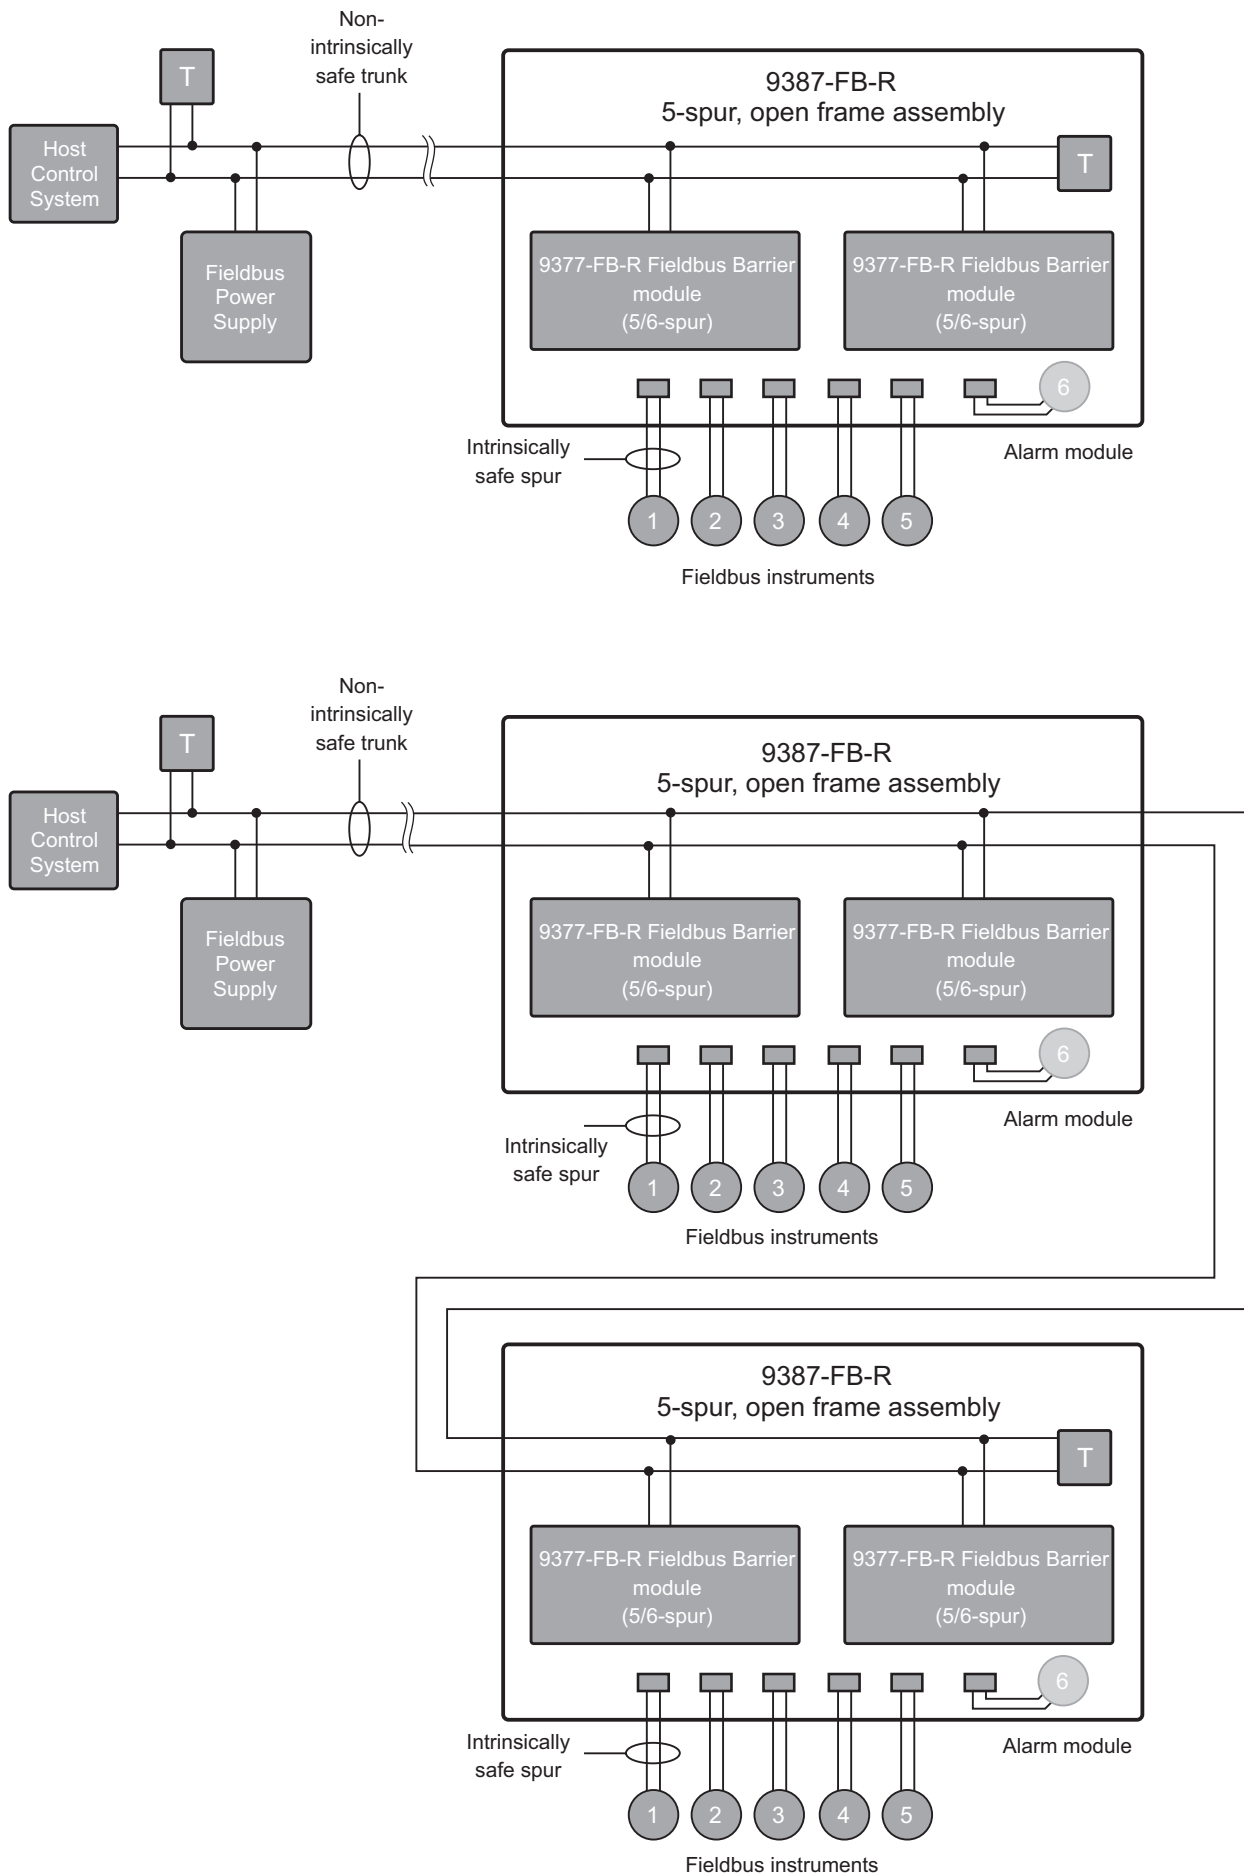 Non-
intrinsically
safe trunk
T
9387-FB-R
5-spur, open frame assembly
Host
Control
System
T
Fieldbus
Power
Supply
9377-FB-R Fieldbus Barrier
module
(5/6-spur)
9377-FB-R Fieldbus Barrier
module
(5/6-spur)
6
Intrinsically
safe spur
Alarm module
1
2
3
4
5
Fieldbus instruments
Non-
intrinsically
safe trunk
T
9387-FB-R
5-spur, open frame assembly
Host
Control
System
Fieldbus
Power
Supply
9377-FB-R Fieldbus Barrier
module
(5/6-spur)
9377-FB-R Fieldbus Barrier
module
(5/6-spur)
6
Alarm module
Intrinsically
safe spur
1
2
3
4
5
Fieldbus instruments
9387-FB-R
5-spur, open frame assembly
T
9377-FB-R Fieldbus Barrier
module
(5/6-spur)
9377-FB-R Fieldbus Barrier
module
(5/6-spur)
6
Intrinsically
safe spur
Alarm module
1
2
3
4
5
Fieldbus instruments